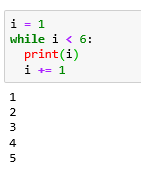 i = 1
while i < 6:
  print(i)
  i += 1
1
2
3
4
5